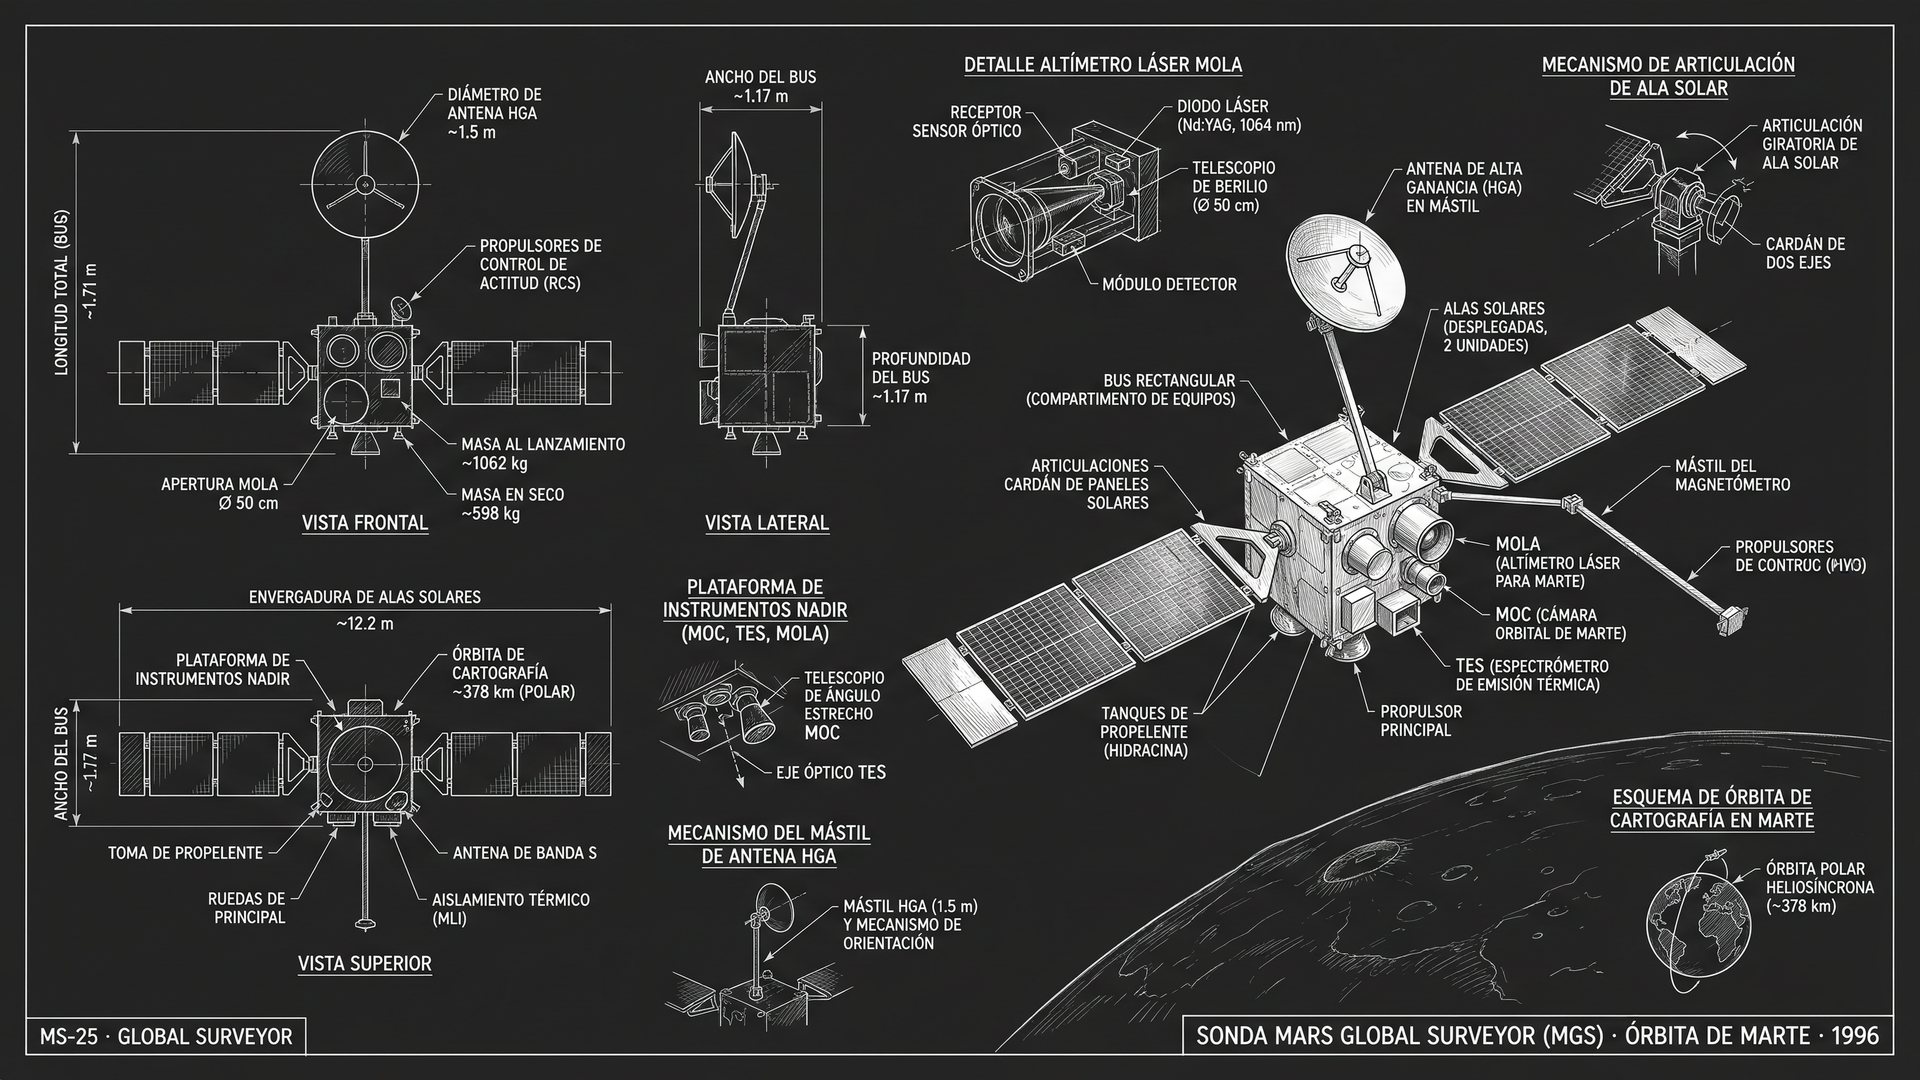 DIÁMETRO DE
ANTENA HGA
~1.5 m
LONGITUD TOTAL (BUS)
~1.71 m
PROPULSORES DE
CONTROL DE
ACTITUD (RCS)
MASA AL LANZAMIENTO
~1062 kg
APERTURA MOLA
Ø 50 cm
MASA EN SECO
~598 kg
VISTA FRONTAL
ANCHO DEL BUS
~1.17 m
PROFUNDIDAD
DEL BUS
~1.17 m
VISTA LATERAL
DETALLE ALTÍMETRO LÁSER MOLA
RECEPTOR
SENSOR ÓPTICO
DIODO LÁSER
(Nd:YAG, 1064 nm)
TELESCOPIO
DE BERILIO
(Ø 50 cm)
MÓDULO DETECTOR
MECANISMO DE ARTICULACIÓN
DE ALA SOLAR
ARTICULACIÓN
GIRATORIA DE
ALA SOLAR
CARDÁN DE
DOS EJES
ANTENA DE ALTA
GANANCIA (HGA)
EN MÁSTIL
ALAS SOLARES
(DESPLEGADAS,
2 UNIDADES)
BUS RECTANGULAR
(COMPARTIMENTO DE EQUIPOS)
ARTICULACIONES
CARDÁN DE PANELES
SOLARES
MÁSTIL DEL
MAGNETÓMETRO
MOLA
(ALTÍMETRO LÁSER
PARA MARTE)
PROPULSORES
DE
MOC (CÁMARA
ORBITAL DE MARTE)
TES (ESPECTRÓMETRO
DE EMISIÓN TÉRMICA)
TANQUES DE
PROPELENTE
(HIDRACINA)
PROPULSOR
PRINCIPAL
ENVERGADURA DE ALAS SOLARES
~12.2 m
PLATAFORMA DE
INSTRUMENTOS NADIR
ÓRBITA DE
CARTOGRAFÍA
~378 km (POLAR)
ANCHO DEL BUS
~1.77 m
TOMA DE PROPELENTE
ANTENA DE BANDA S
RUEDAS DE
PRINCIPAL
AISLAMIENTO TÉRMICO
(MLI)
VISTA SUPERIOR
PLATAFORMA DE
INSTRUMENTOS NADIR
(MOC, TES, MOLA)
TELESCOPIO
DE ÁNGULO
ESTRECHO
MOC
EJE ÓPTICO TES
MECANISMO DEL MÁSTIL
DE ANTENA HGA
MÁSTIL HGA (1.5 m)
Y MECANISMO DE
ORIENTACIÓN
ESQUEMA DE ÓRBITA DE
CARTOGRAFÍA EN MARTE
ÓRBITA POLAR
HELIOSÍNCRONA
(~378 km)
MS-25 · GLOBAL SURVEYOR
SONDA MARS GLOBAL SURVEYOR (MGS) · ÓRBITA DE MARTE · 1996